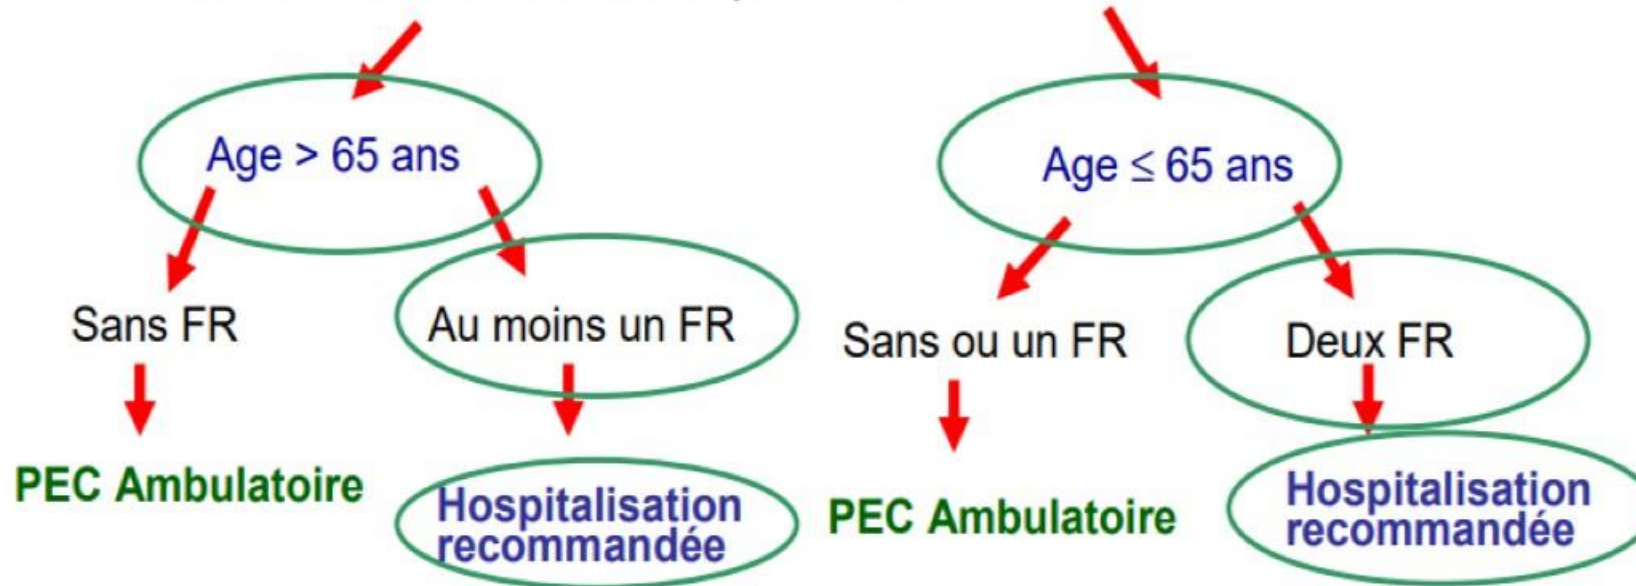 Age > 65 ans
Age ≤ 65 ans
Sans FR
Au moins un FR
Sans ou un FR
Deux FR
PEC Ambulatoire
Hospitalisation
recommandée
PEC Ambulatoire
Hospitalisation
recommandée